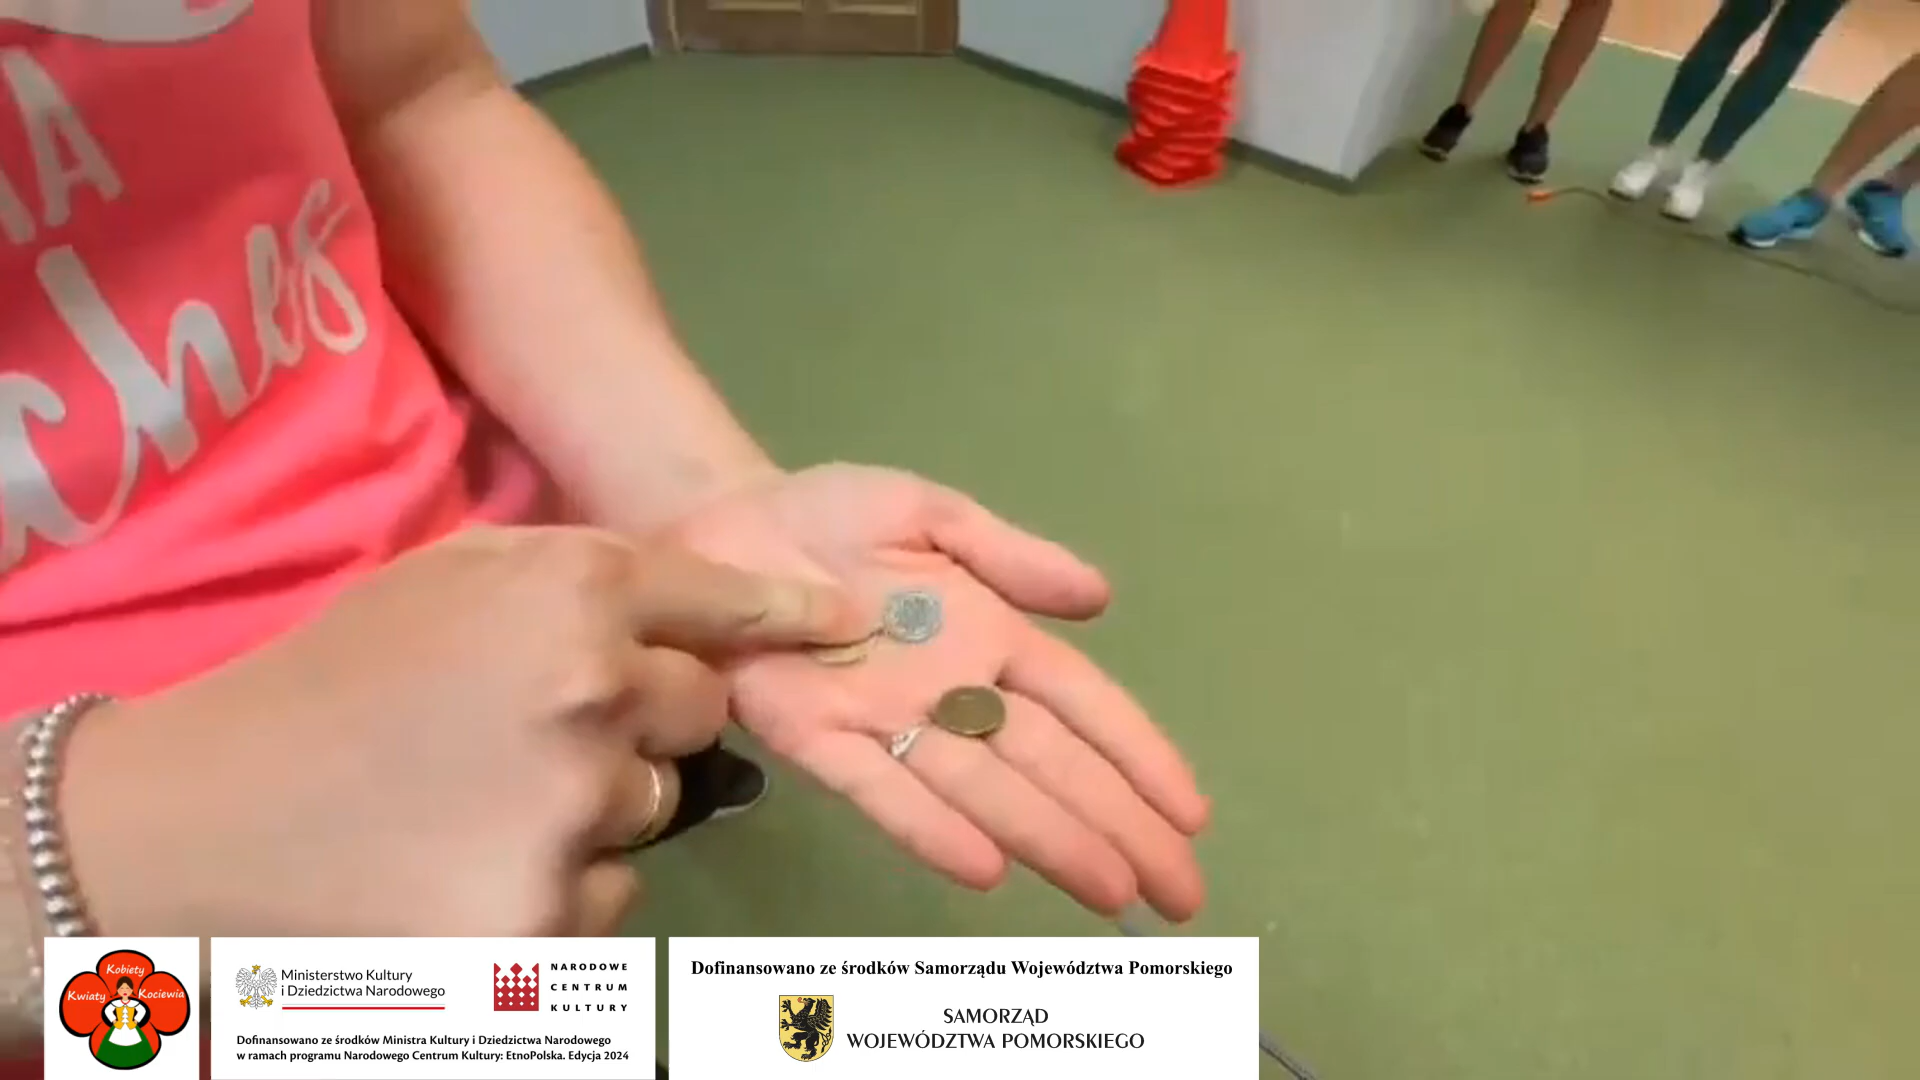 Kobiety
Kwiaty
Kociewia
Ministerstwo Kultury
i Dziedzictwa Narodowego
NARODOWE
CENTRUM
KULTURY
Dofinansowano ze środków Ministra Kultury i Dziedzictwa Narodowego
w ramach programu Narodowego Centrum Kultury: EtnoPolska. Edycja 2024
Dofinansowano ze środków Samorządu Województwa Pomorskiego
SAMORZĄD
WOJEWÓDZTWA POMORSKIEGO